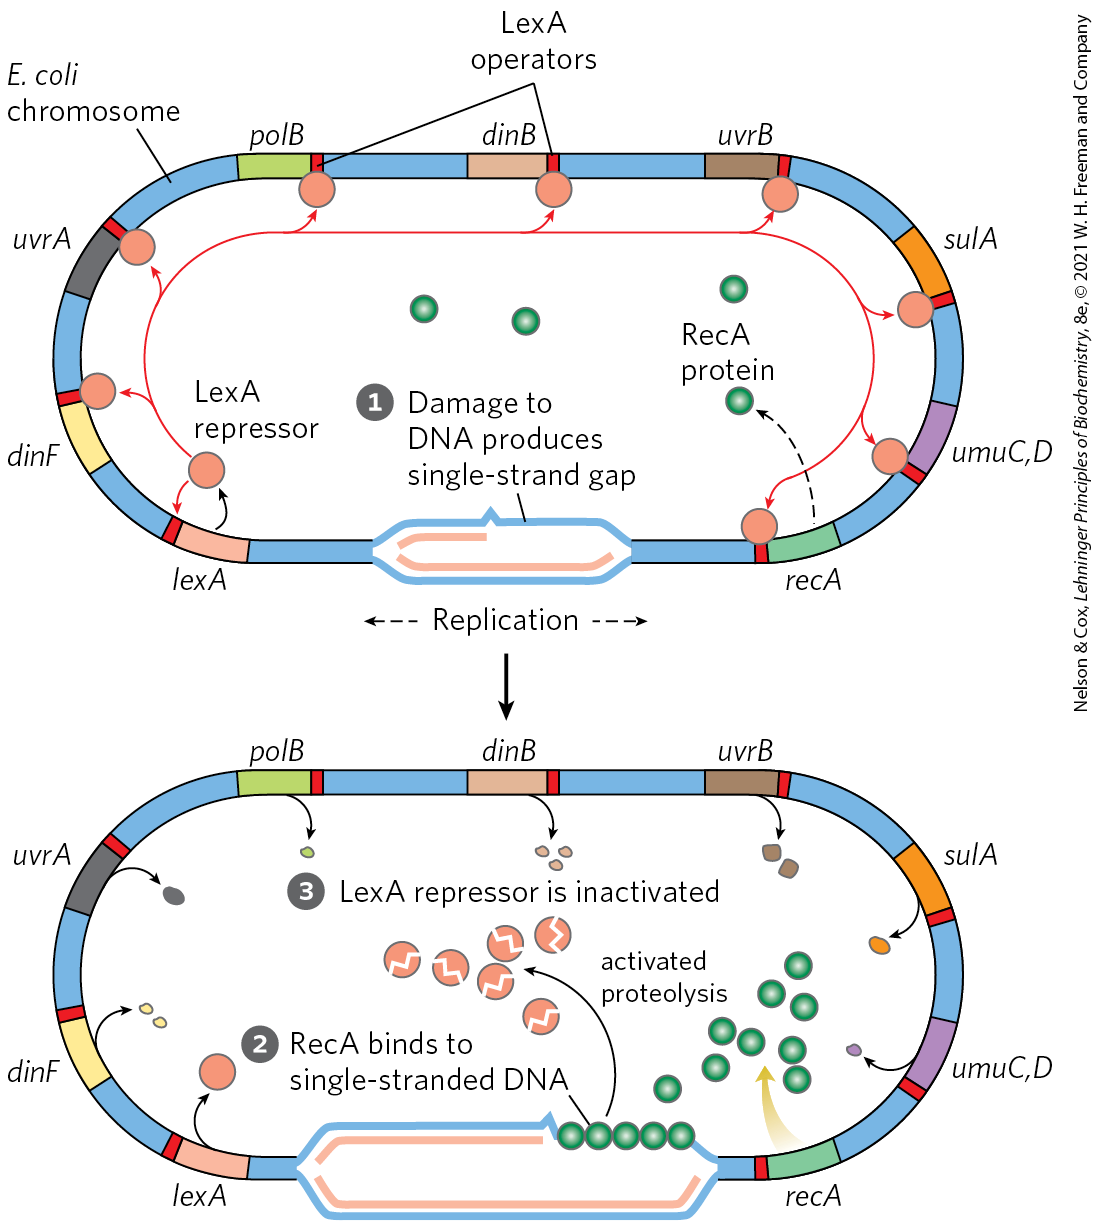 LexA
operators
E. coli
chromosome
polB
dinB
uvrB
uvrA
sulA
RecA
protein
LexA
repressor
1 Damage to
DNA produces
single-strand gap
dinF
umuC,D
lexA
recA
Replication
polB
dinB
uvrB
uvrA
sulA
3 LexA repressor is inactivated
activated
proteolysis
2 RecA binds to
single-stranded DNA
dinF
umuC,D
lexA
recA
Nelson & Cox, Lehninger Principles of Biochemistry, 8e, © 2021 W. H. Freeman and Company